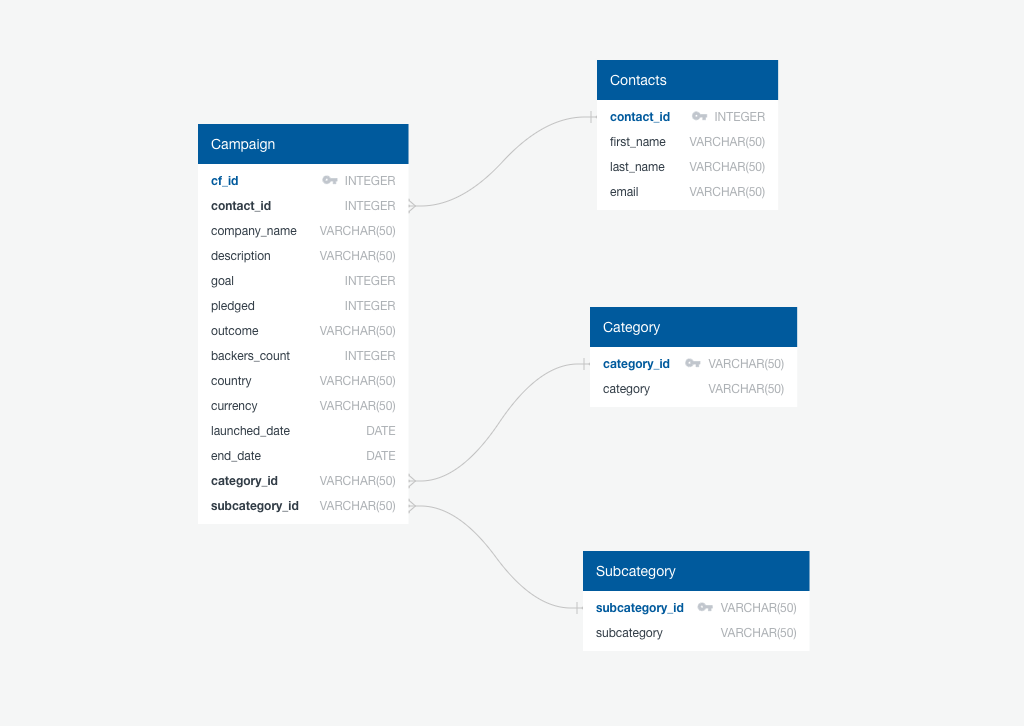 Campaign
cf_id INTEGER
contact_id INTEGER
company_name VARCHAR(50)
description VARCHAR(50)
goal INTEGER
pledged INTEGER
outcome VARCHAR(50)
backers_count INTEGER
country VARCHAR(50)
currency VARCHAR(50)
launched_date DATE
end_date DATE
category_id VARCHAR(50)
subcategory_id VARCHAR(50)
Contacts
contact_id INTEGER
first_name VARCHAR(50)
last_name VARCHAR(50)
email VARCHAR(50)
Category
category_id VARCHAR(50)
category VARCHAR(50)
Subcategory
subcategory_id VARCHAR(50)
subcategory VARCHAR(50)